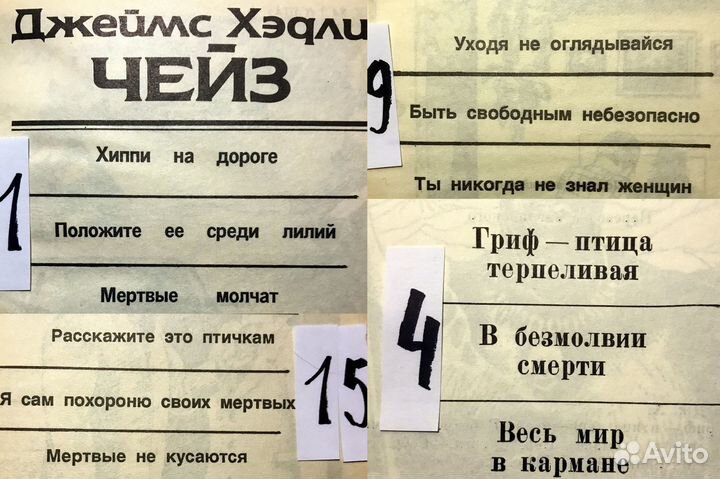 Джеймс Хэдли
ЧЕЙЗ
1
Хиппи на дороге
Положите ее среди лилий
Мертвые молчат
9
Уходя не оглядывайся
Быть свободным небезопасно
Ты никогда не знал женщин
15
Расскажите это птичкам
Я сам похороню своих мертвых
Мертвые не кусаются
4
Гриф — птица
терпеливая
В безмолвии
смерти
Весь мир
в кармане
Avito